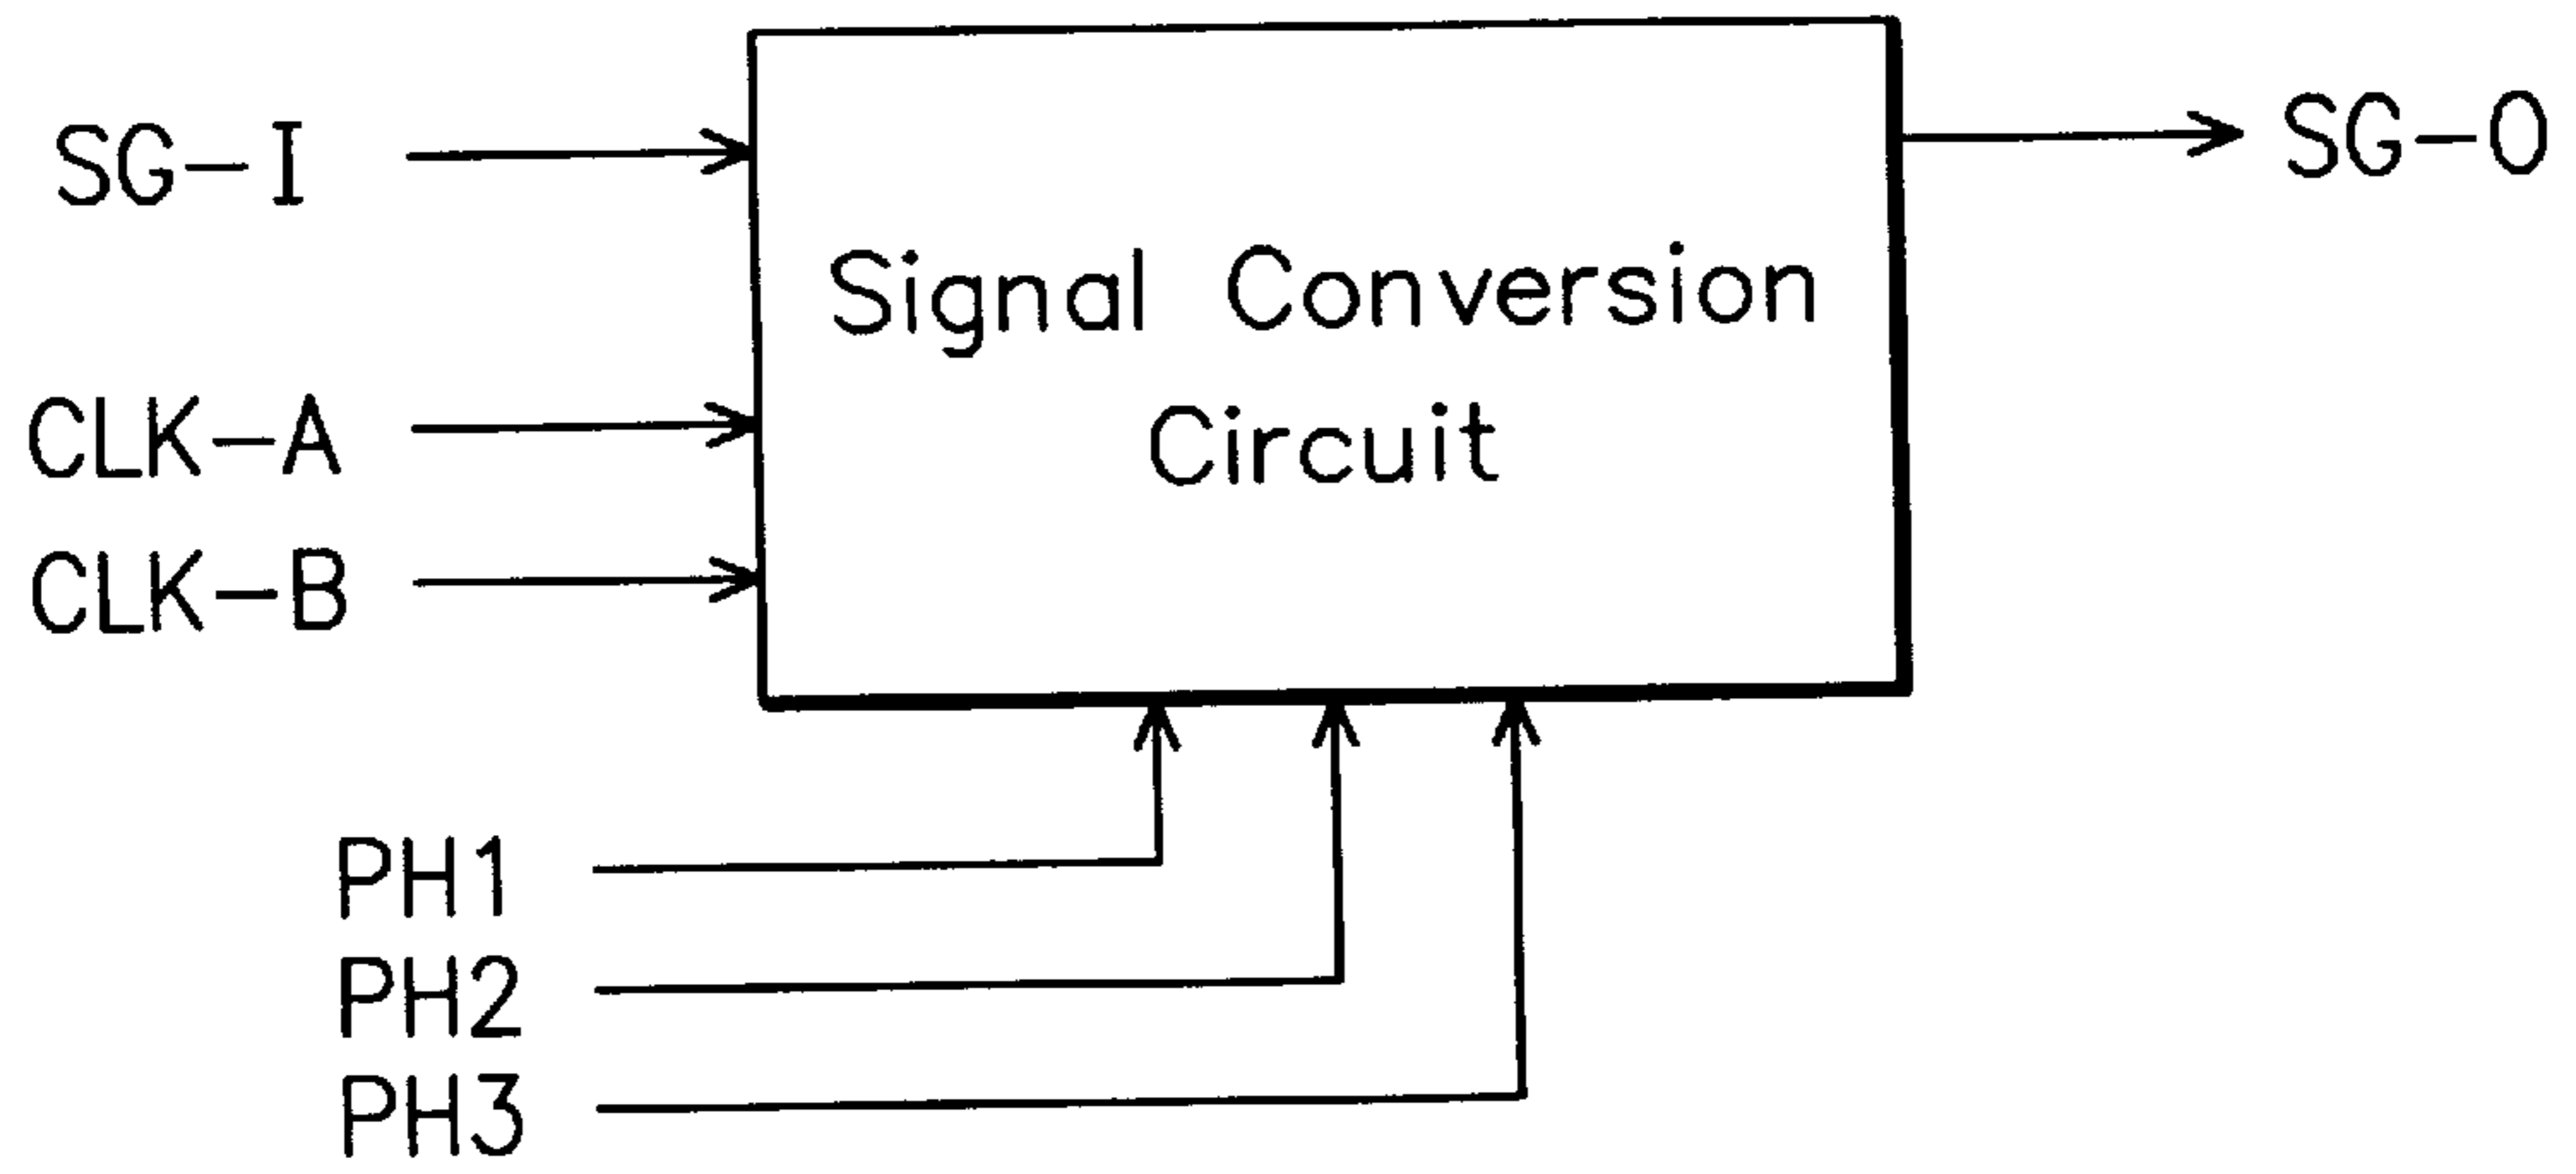 SG-I
SG-O
Signal Conversion
Circuit
CLK-A
CLK-B
PH1
PH2
PH3